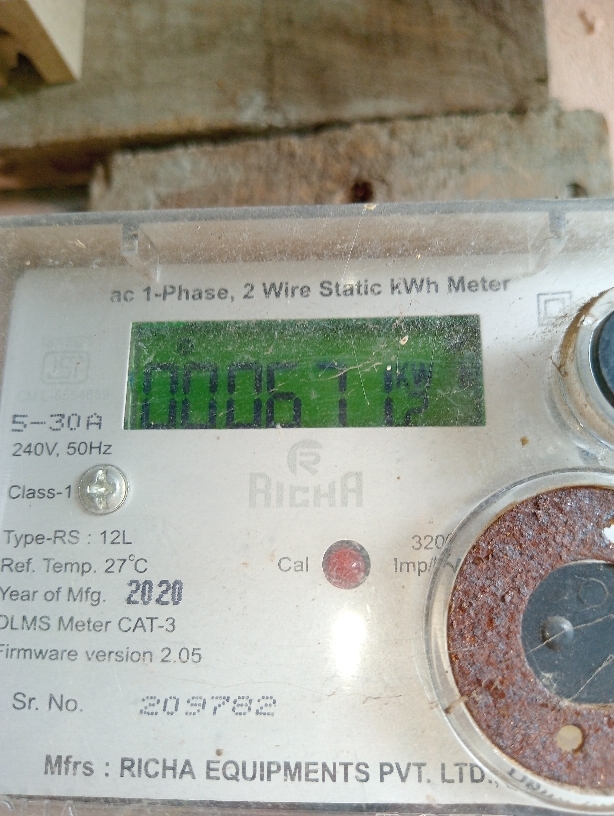 ac 1-Phase, 2 Wire Static kWh Meter
kW
5-30A
240V, 50Hz
RICHA
Class-1
Type-RS : 12L
Ref. Temp. 27°C
Cal
Year of Mfg. 2020
DLMS Meter CAT-3
Firmware version 2.05
Sr. No. 209782
Mfrs : RICHA EQUIPMENTS PVT. LTD.,